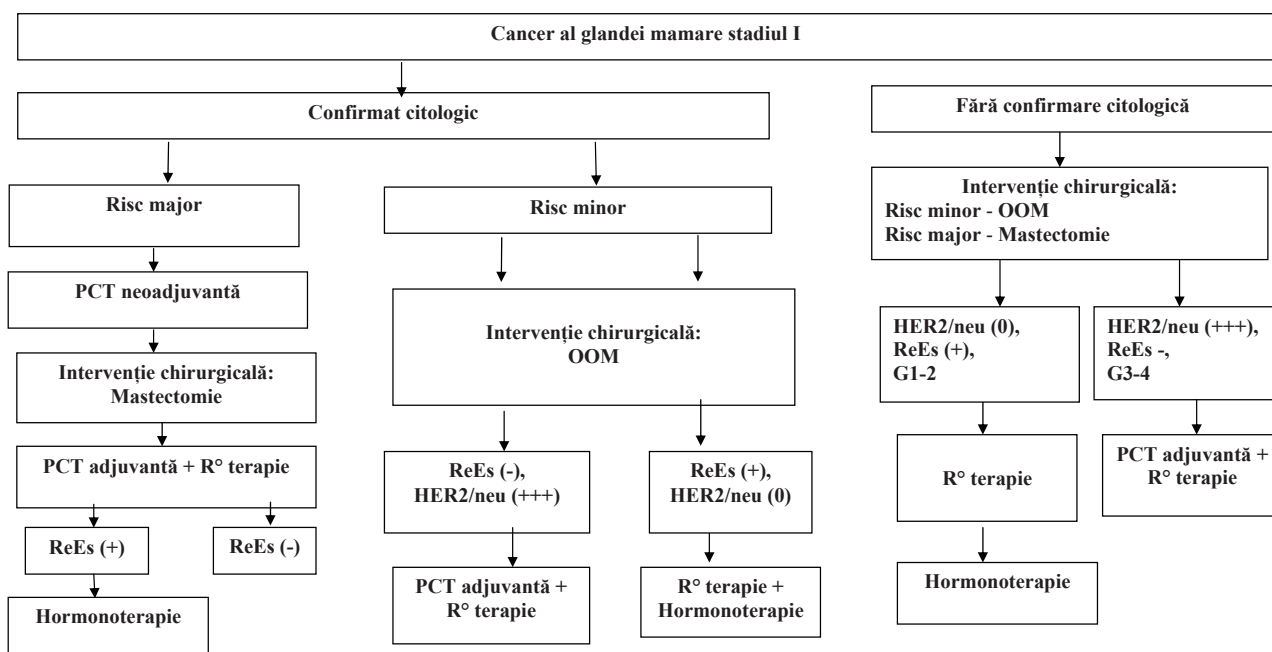 Cancer al glandei mamare stadiul I
Confirmat citologic
Fără confirmare citologică
Risc major
Risc minor
Intervenție chirurgicală:
Risc minor - OOM
Risc major - Mastectomie
PCT neoadjuvantă
Intervenție chirurgicală:
OOM
HER2/neu (0),
ReEs (+),
G1-2
HER2/neu (+++),
ReEs -,
G3-4
Intervenție chirurgicală:
Mastectomie
PCT adjuvantă + R° terapie
ReEs (-),
HER2/neu (+++)
ReEs (+),
HER2/neu (0)
R° terapie
PCT adjuvantă +
R° terapie
ReEs (+)
ReEs (-)
PCT adjuvantă +
R° terapie
R° terapie +
Hormonoterapie
Hormonoterapie
Hormonoterapie